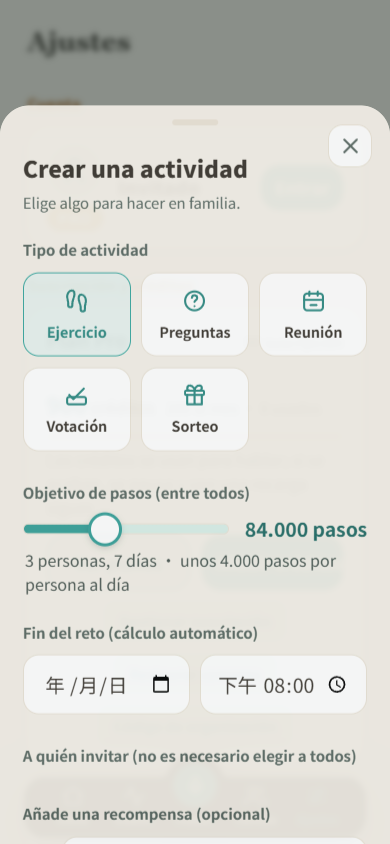 Ajustes
Crear una actividad
Elige algo para hacer en familia.
Tipo de actividad
Ejercicio
Preguntas
Reunión
Votación
Sorteo
Objetivo de pasos (entre todos)
84.000 pasos
3 personas, 7 días · unos 4.000 pasos por
persona al día
Fin del reto (cálculo automático)
年 /月/日
下午 08:00
A quién invitar (no es necesario elegir a todos)
Añade una recompensa (opcional)